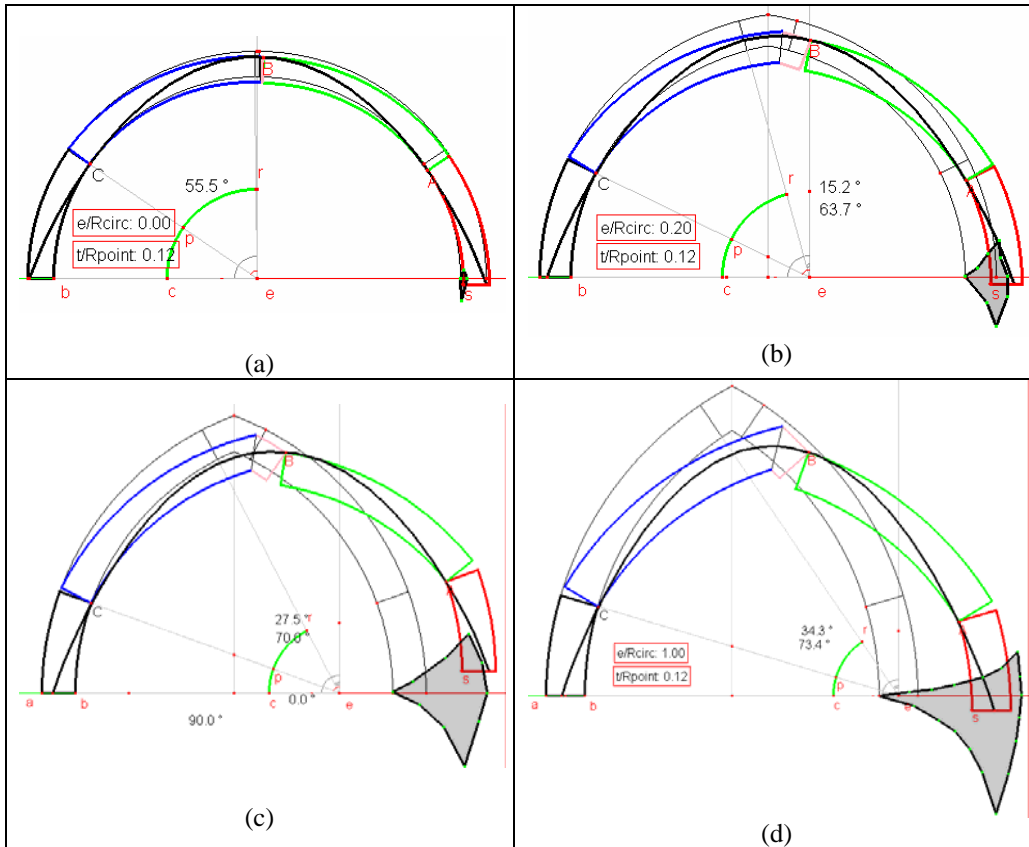 B
C
A
55.5 °
r
e/Rcirc: 0.00
p
t/Rpoint: 0.12
b
c
e
s
(a)
B
C
A
r
15.2 °
63.7 °
e/Rcirc: 0.20
p
t/Rpoint: 0.12
b
c
e
s
(b)
B
A
C
27.5 °
r
70.0 °
p
s
a
b
c
0.0 °
e
90.0 °
(c)
B
C
34.3 °
r
73.4 °
e/Rcirc: 1.00
t/Rpoint: 0.12
p
a
b
c
e
s
(d)